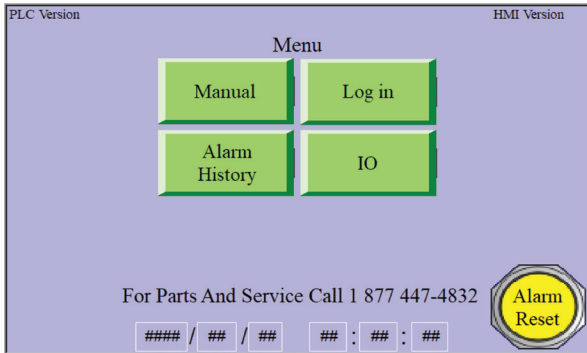 PLC Version HMI Version
Menu
Manual Log in
Alarm
History
IO
For Parts And Service Call 1 877 447-4832
Alarm
Reset
#### / ## / ## ## : ## : ##